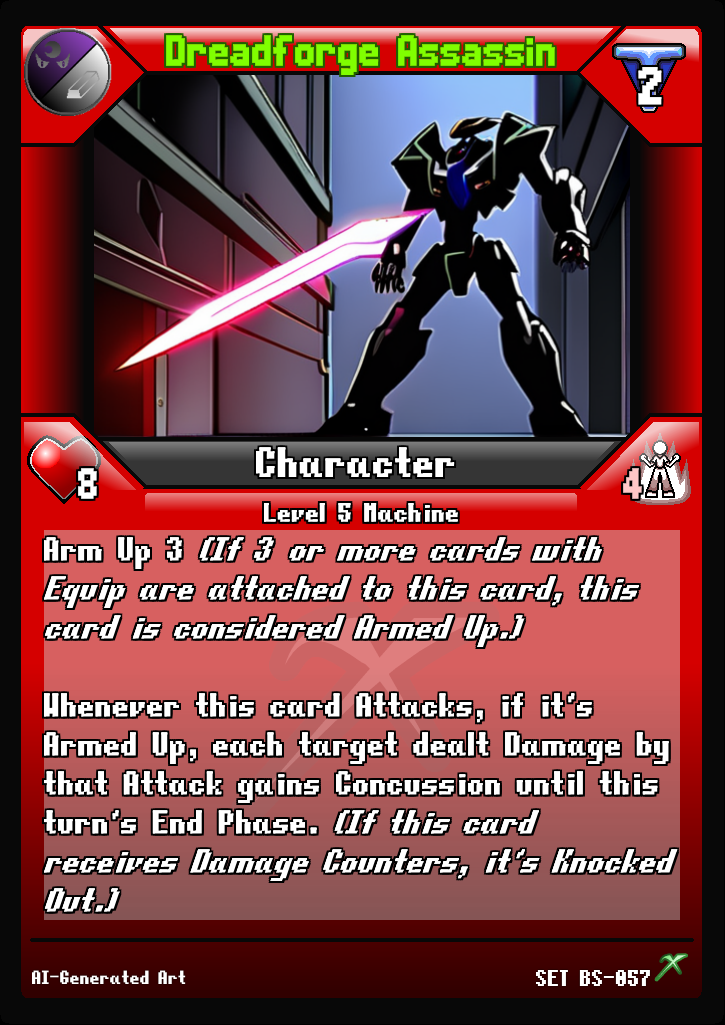 Dreadforge Assassin
2
8
Character
4
Level 5 Machine
Arm Up 3 (If 3 or more cards with
Equip are attached to this card, this
card is considered Armed Up.)
Whenever this card Attacks, if it's
Armed Up, each target dealt Damage by
that Attack gains Concussion until this
turn's End Phase. (If this card
receives Damage Counters, it's Knocked
Out.)
AI-Generated Art
SET BS-057